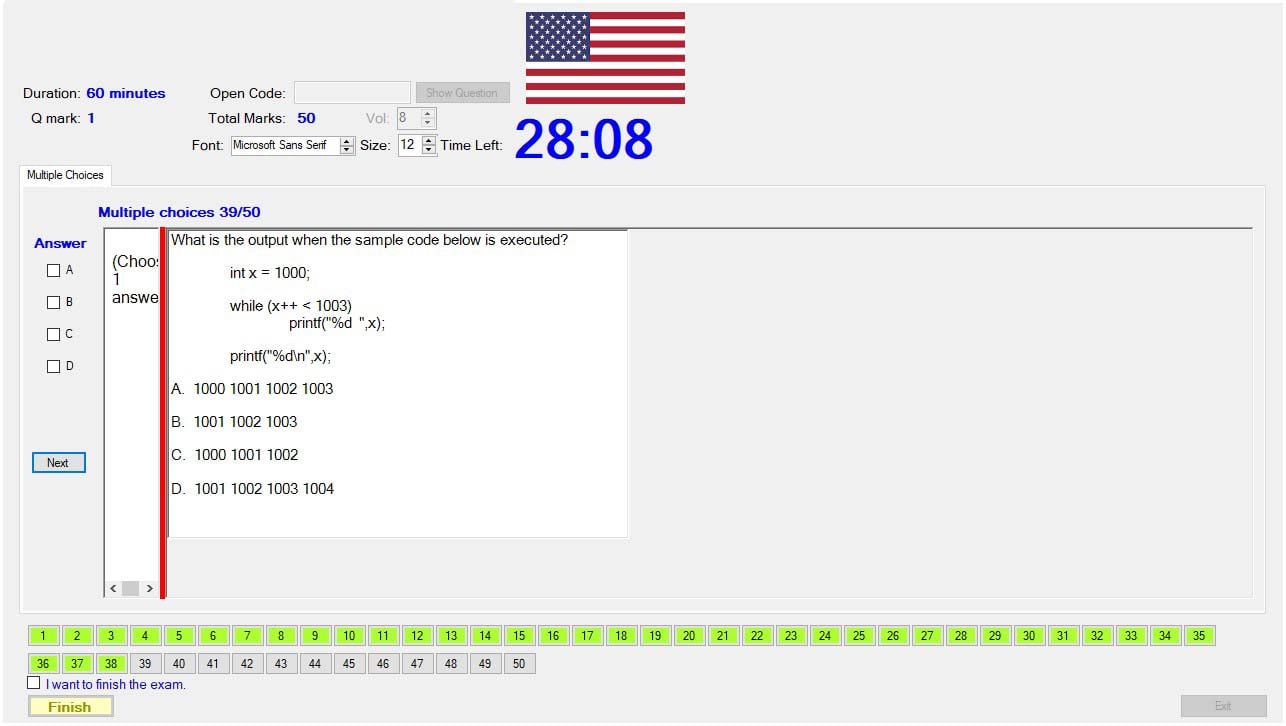 Duration: 60 minutes
Open Code:
Show Question
Q mark: 1
Total Marks: 50
Vol: 8
Font: Microsoft Sans Serif
Size: 12
Time Left: 28:08
Multiple Choices
Multiple choices 39/50
Answer
A
B
C
D
Next
(Choos
1
answe
What is the output when the sample code below is executed?
int x = 1000;
while (x++ < 1003)
printf("%d  ",x);
printf("%d\n",x);
A.  1000 1001 1002 1003
B.  1001 1002 1003
C.  1000 1001 1002
D.  1001 1002 1003 1004
1 2 3 4 5 6 7 8 9 10 11 12 13 14 15 16 17 18 19 20 21 22 23 24 25 26 27 28 29 30 31 32 33 34 35
36 37 38 39 40 41 42 43 44 45 46 47 48 49 50
I want to finish the exam.
Finish
Exit